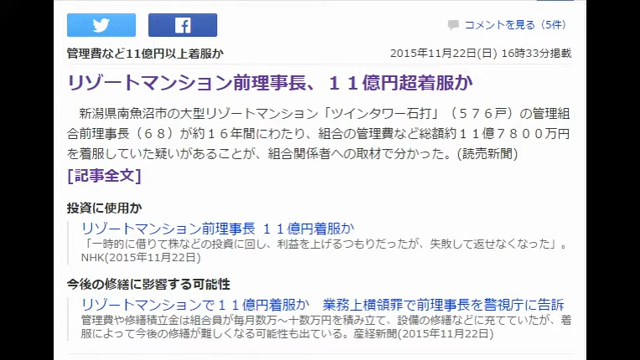 コメントを見る（5件）
管理費など11億円以上着服か
2015年11月22日(日) 16時33分掲載
リゾートマンション前理事長、１１億円超着服か
新潟県南魚沼市の大型リゾートマンション「ツインタワー石打」（５７６戸）の管理組
合前理事長（６８）が約１６年間にわたり、組合の管理費など総額約１１億７８００万円
を着服していた疑いがあることが、組合関係者への取材で分かった。(読売新聞)
[記事全文]
投資に使用か
リゾートマンション前理事長 １１億円着服か
「一時的に借りて株などの投資に回し、利益を上げるつもりだったが、失敗して返せなくなった」。
NHK(2015年11月22日)
今後の修繕に影響する可能性
リゾートマンションで１１億円着服か 業務上横領罪で前理事長を警視庁に告訴
管理費や修繕積立金は組合員が毎月数万～十数万円を積み立て、設備の修繕などに充てていたが、着
服によって今後の修繕が難しくなる可能性も出ている。産経新聞(2015年11月22日)